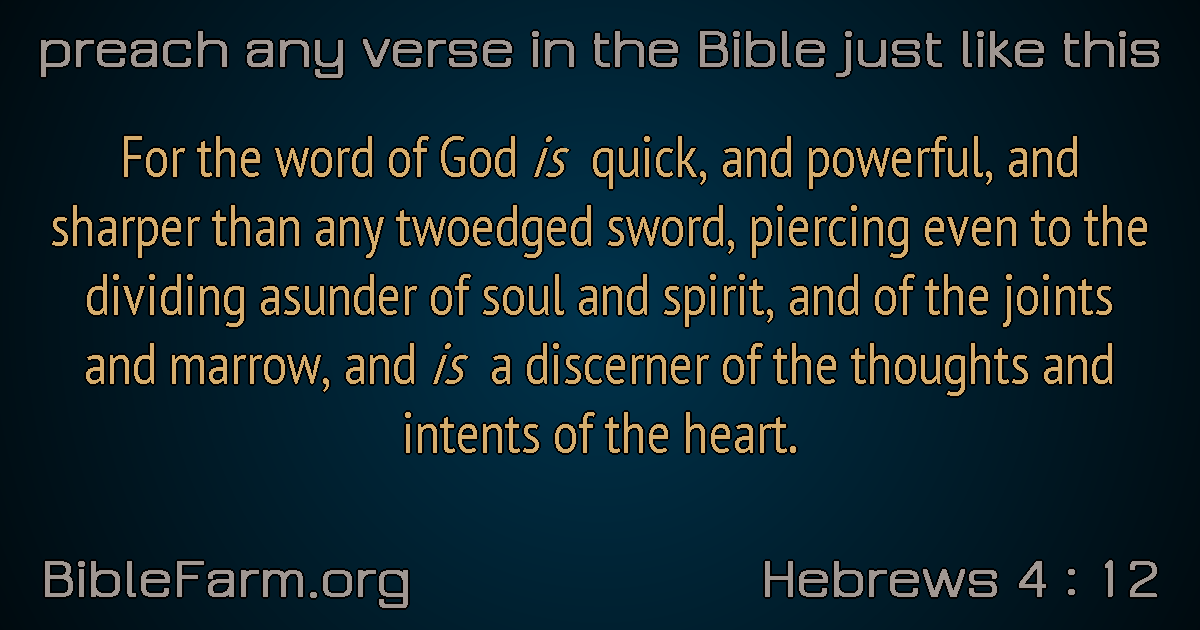 preach any verse in the Bible just like this
For the word of God is quick, and powerful, and
sharper than any twoedged sword, piercing even to the
dividing asunder of soul and spirit, and of the joints
and marrow, and is a discerner of the thoughts and
intents of the heart.
BibleFarm.org
Hebrews 4 : 12